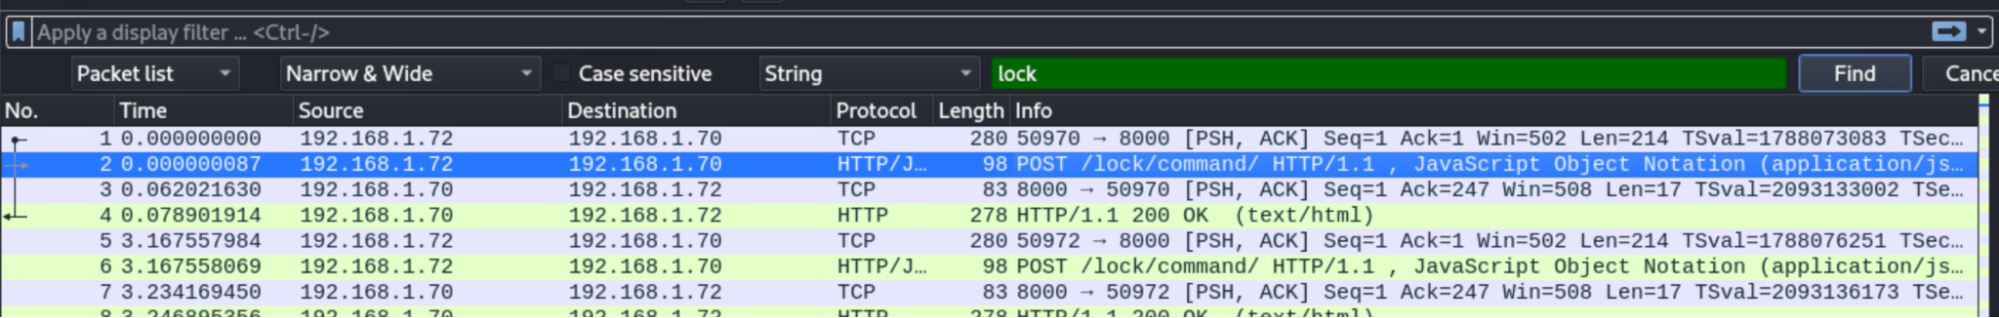 Apply a display filter ... <Ctrl-/>
Packet list Narrow & Wide Case sensitive String lock Find Cance
No. Time Source Destination Protocol Length Info
1 0.000000000 192.168.1.72 192.168.1.70 TCP 280 50970 → 8000 [PSH, ACK] Seq=1 Ack=1 Win=502 Len=214 TSval=1788073083 TSec…
2 0.000000087 192.168.1.72 192.168.1.70 HTTP/J… 98 POST /lock/command/ HTTP/1.1 , JavaScript Object Notation (application/js…
3 0.062021630 192.168.1.70 192.168.1.72 TCP 83 8000 → 50970 [PSH, ACK] Seq=1 Ack=247 Win=508 Len=17 TSval=2093133002 TSe…
4 0.078901914 192.168.1.70 192.168.1.72 HTTP 278 HTTP/1.1 200 OK (text/html)
5 3.167557984 192.168.1.72 192.168.1.70 TCP 280 50972 → 8000 [PSH, ACK] Seq=1 Ack=1 Win=502 Len=214 TSval=1788076251 TSec…
6 3.167558069 192.168.1.72 192.168.1.70 HTTP/J… 98 POST /lock/command/ HTTP/1.1 , JavaScript Object Notation (application/js…
7 3.234169450 192.168.1.70 192.168.1.72 TCP 83 8000 → 50972 [PSH, ACK] Seq=1 Ack=247 Win=508 Len=17 TSval=2093136173 TSe…
8 3.246895356 192.168.1.70 192.168.1.72 HTTP 278 HTTP/1.1 200 OK (text/html)